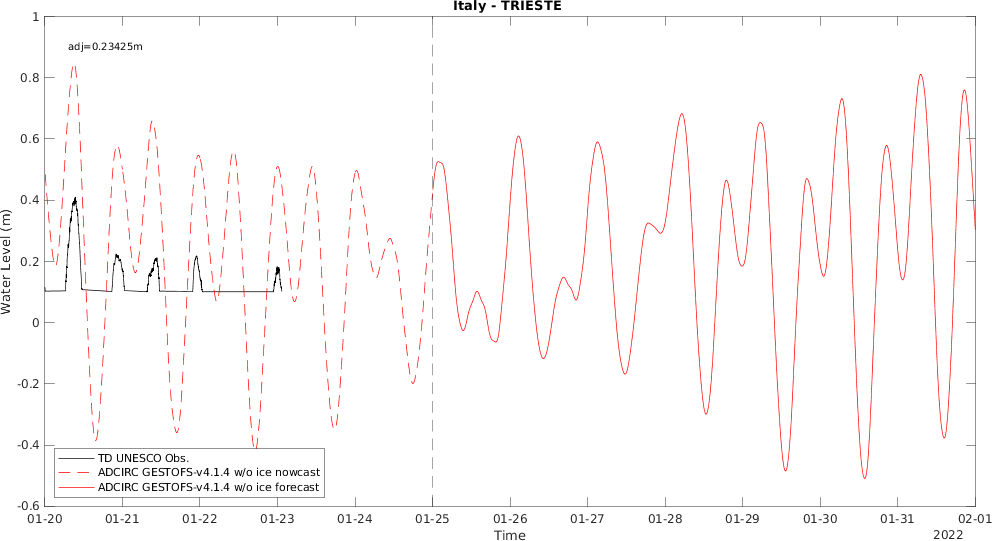 Italy - TRIESTE
adj=0.23425m
1
0.8
0.6
0.4
0.2
0
-0.2
-0.4
-0.6
Water Level (m)
TD UNESCO Obs.
ADCIRC GESTOFS-v4.1.4 w/o ice nowcast
ADCIRC GESTOFS-v4.1.4 w/o ice forecast
01-20 01-21 01-22 01-23 01-24 01-25 01-26 01-27 01-28 01-29 01-30 01-31 02-01
Time
2022